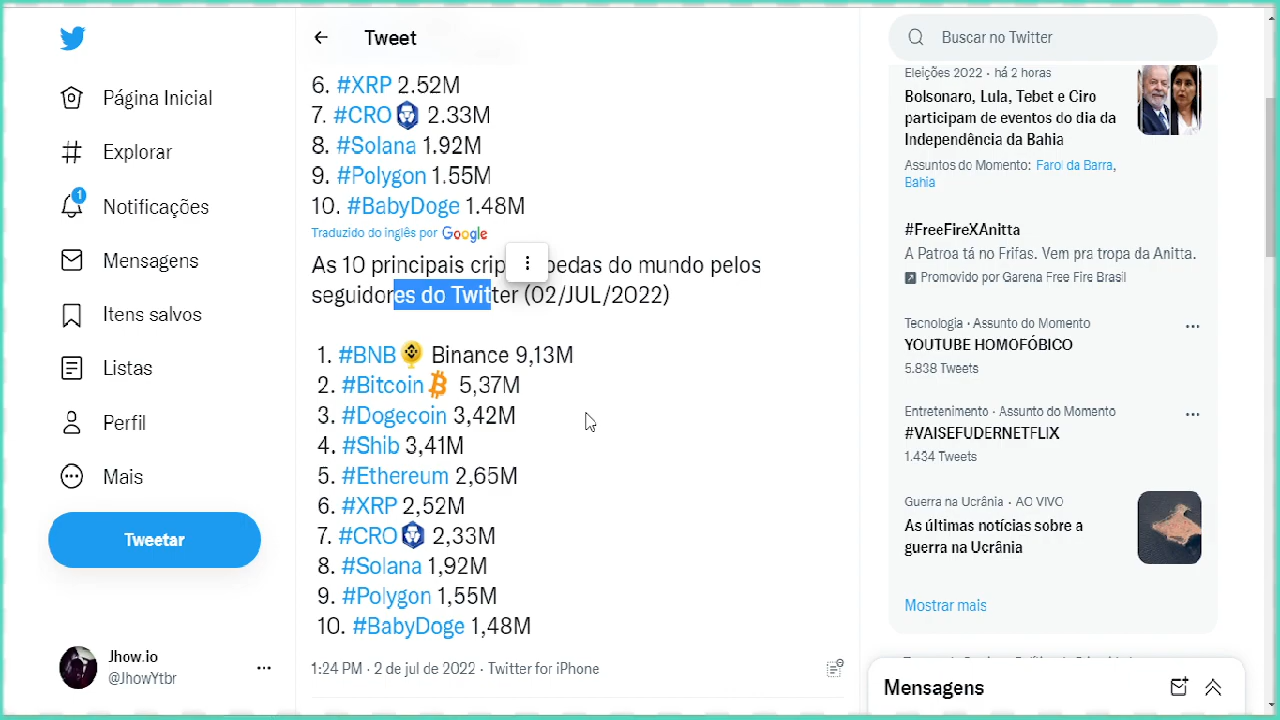 Página Inicial
Explorar
1
Notificações
Mensagens
Itens salvos
Listas
Perfil
Mais
Tweetar
Jhow.io
@JhowYtbr
Tweet
6. #XRP 2.52M
7. #CRO 2.33M
8. #Solana 1.92M
9. #Polygon 1.55M
10. #BabyDoge 1.48M
Traduzido do inglês por Google
As 10 principais crip oedas do mundo pelos
seguidores do Twitter (02/JUL/2022)
1. #BNB Binance 9,13M
2. #Bitcoin 5,37M
3. #Dogecoin 3,42M
4. #Shib 3,41M
5. #Ethereum 2,65M
6. #XRP 2,52M
7. #CRO 2,33M
8. #Solana 1,92M
9. #Polygon 1,55M
10. #BabyDoge 1,48M
1:24 PM · 2 de jul de 2022 · Twitter for iPhone
Buscar no Twitter
Eleições 2022 · há 2 horas
Bolsonaro, Lula, Tebet e Ciro
participam de eventos do dia da
Independência da Bahia
Assuntos do Momento: Farol da Barra,
Bahia
#FreeFireXAnitta
A Patroa tá no Frifas. Vem pra tropa da Anitta.
Promovido por Garena Free Fire Brasil
Tecnologia · Assunto do Momento
YOUTUBE HOMOFÓBICO
5.838 Tweets
Entretenimento · Assunto do Momento
#VAISEFUDERNETFLIX
1.434 Tweets
Guerra na Ucrânia · AO VIVO
As últimas notícias sobre a
guerra na Ucrânia
Mostrar mais
Mensagens